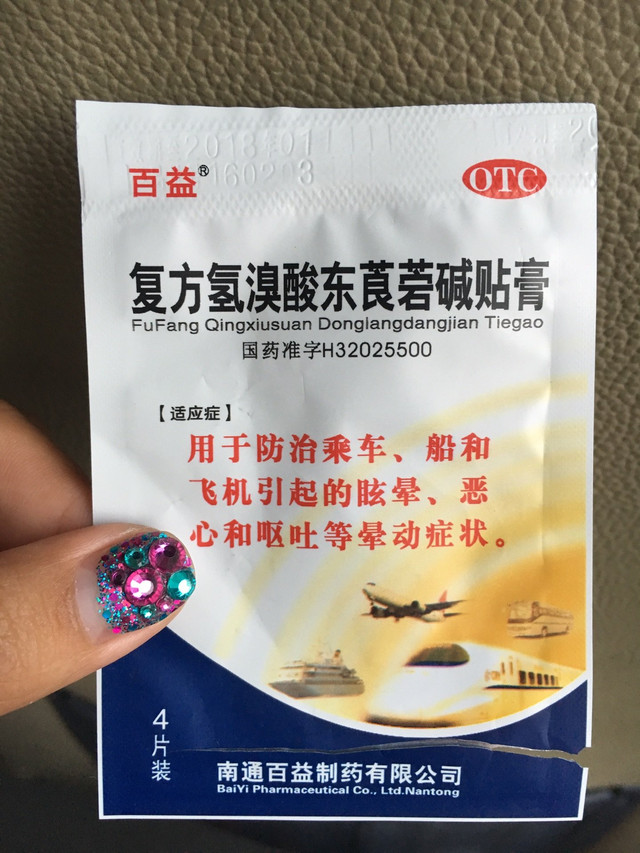 2018 01
160203
百益®
OTC
复方氢溴酸东莨菪碱贴膏
FuFang Qingxiusuan Donglangdangjian Tiegao
国药准字H32025500
【适应症】
用于防治乘车、船和
飞机引起的眩晕、恶
心和呕吐等晕动症状。
4片装
南通百益制药有限公司
BaiYi Pharmaceutical Co., Ltd.Nantong